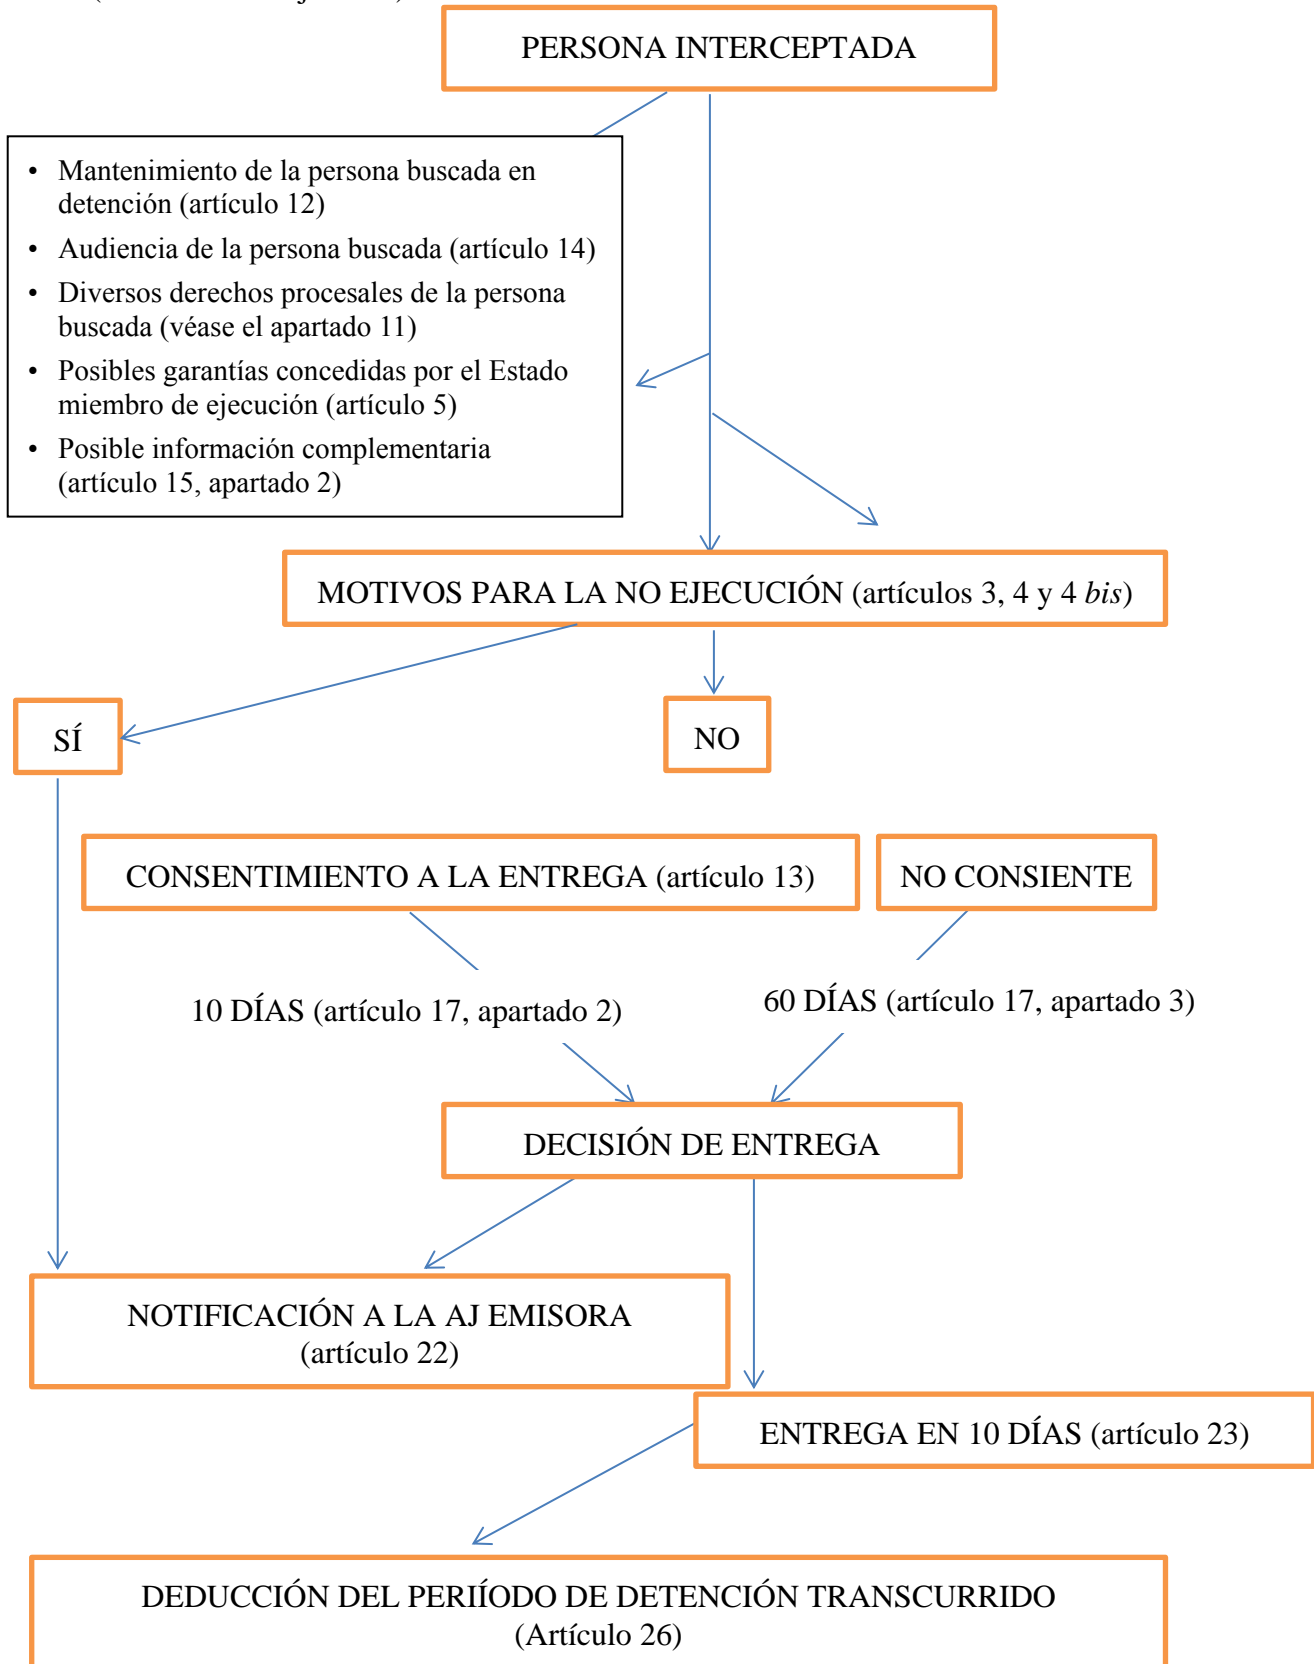 PERSONA INTERCEPTADA
• Mantenimiento de la persona buscada en
detención (artículo 12)
• Audiencia de la persona buscada (artículo 14)
• Diversos derechos procesales de la persona
buscada (véase el apartado 11)
• Posibles garantías concedidas por el Estado
miembro de ejecución (artículo 5)
• Posible información complementaria
(artículo 15, apartado 2)
MOTIVOS PARA LA NO EJECUCIÓN (artículos 3, 4 y 4 bis)
SÍ
NO
CONSENTIMIENTO A LA ENTREGA (artículo 13)
NO CONSIENTE
10 DÍAS (artículo 17, apartado 2)
60 DÍAS (artículo 17, apartado 3)
DECISIÓN DE ENTREGA
NOTIFICACIÓN A LA AJ EMISORA
(artículo 22)
ENTREGA EN 10 DÍAS (artículo 23)
DEDUCCIÓN DEL PERIÍODO DE DETENCIÓN TRANSCURRIDO
(Artículo 26)